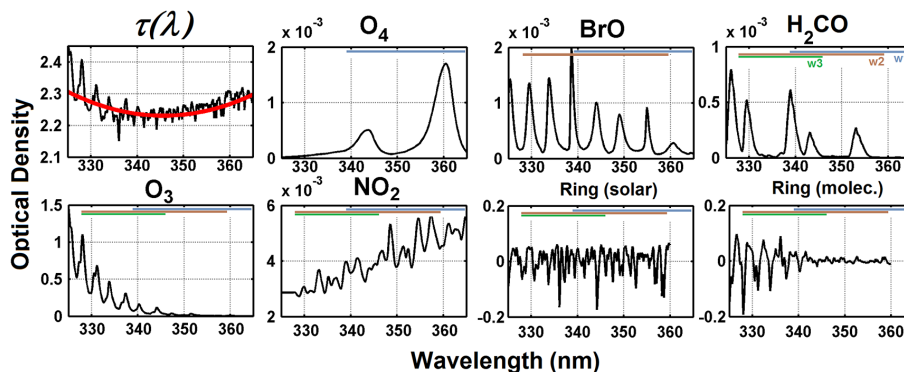 τ(λ)
O4
BrO
H2CO
2.4
2.3
2.2
2.1
330 340 350 360
2 x 10^-3
1
0
330 340 350 360
2 x 10^-3
1.5
1
0.5
0
330 340 350 360
1 x 10^-3
0.5
0
w3
w2
w
330 340 350 360
Optical Density
O3
NO2
Ring (solar)
Ring (molec.)
1.5
1
0.5
0
330 340 350 360
6 x 10^-3
4
2
330 340 350 360
0.2
0
-0.2
330 340 350 360
0.2
0
-0.2
330 340 350 360
Wavelength (nm)